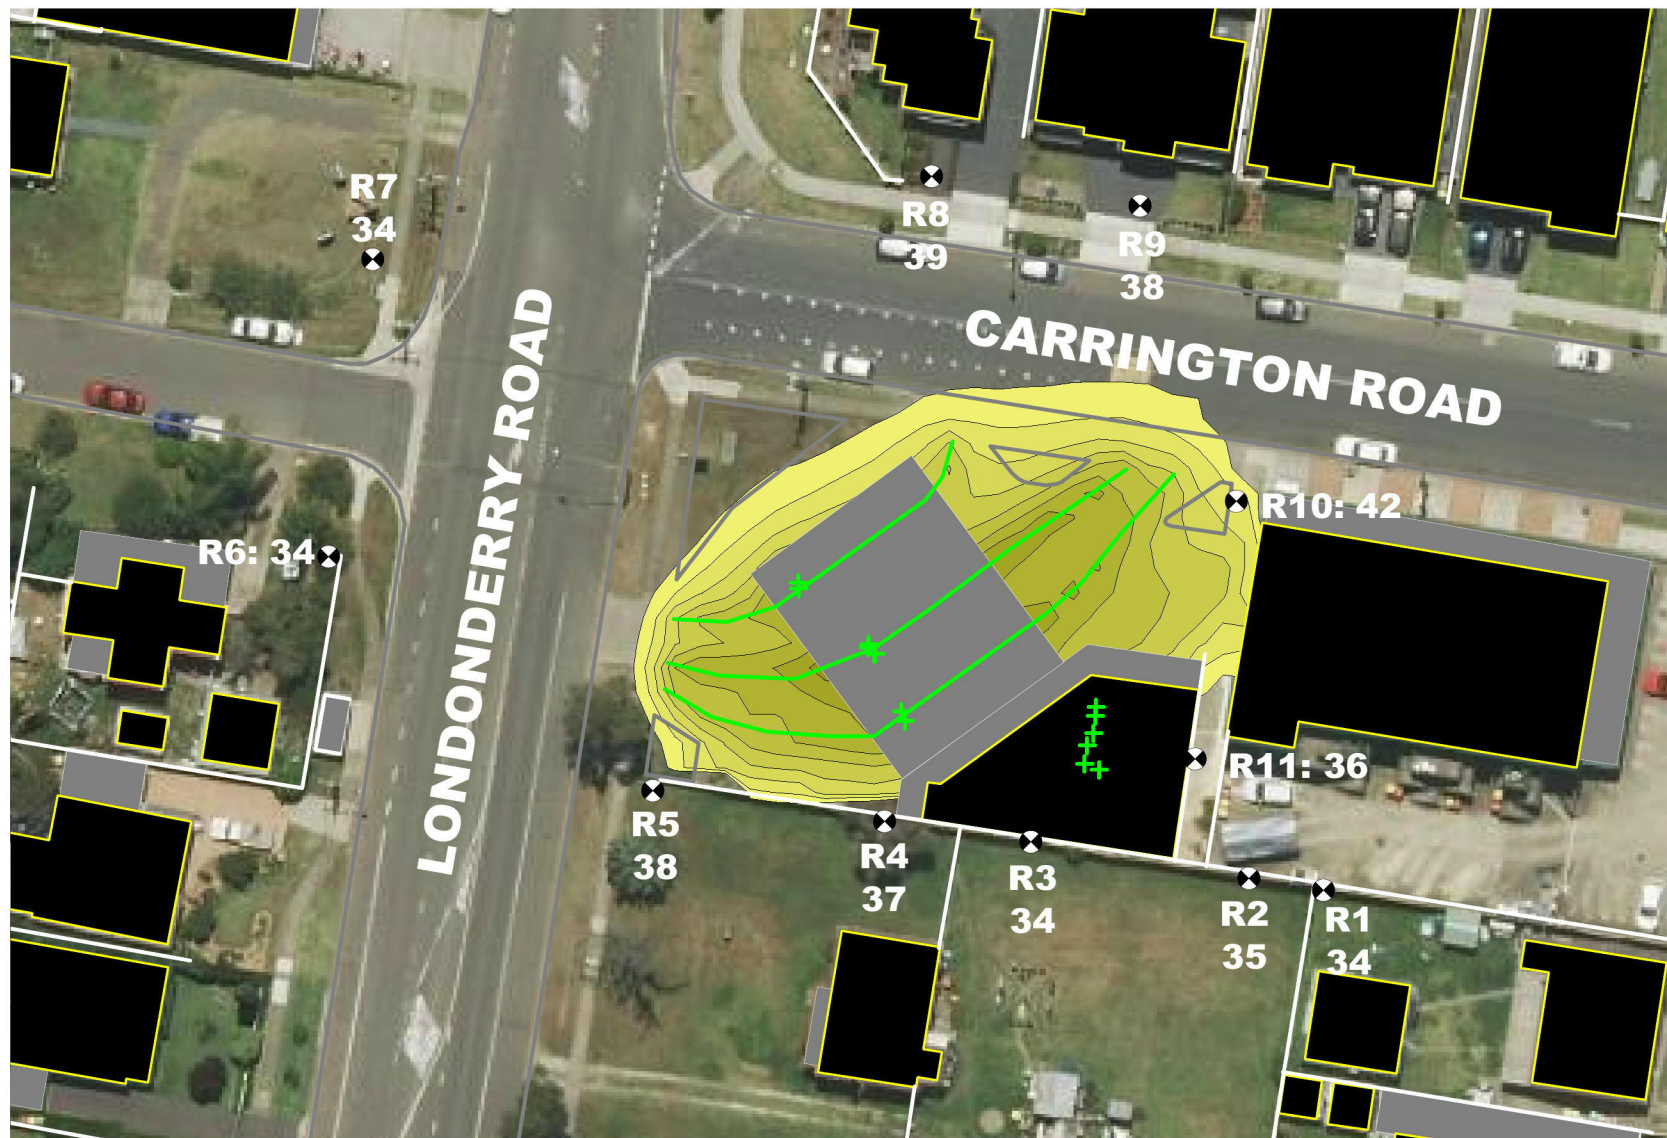 R7
34
R8
39
R9
38
CARRINGTON ROAD
LONDONDERRY ROAD
R10: 42
R6: 34
R11: 36
R5
38
R4
37
R3
34
R2
35
R1
34